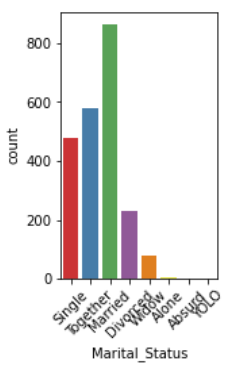 800
600
400
200
0
count
Single
Together
Married
Divorced
Widow
Alone
Absurd
YOLO
Marital_Status